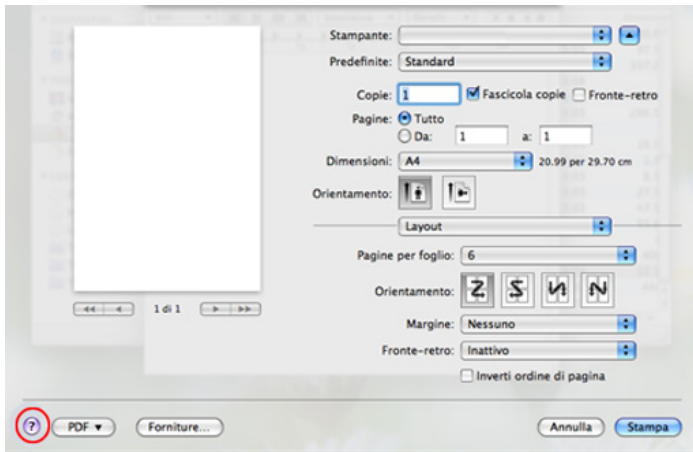 Stampante:
Predefinite: Standard
Copie: 1 Fascicola copie Fronte-retro
Pagine: Tutto
Da: 1 a: 1
Dimensioni: A4 20.99 per 29.70 cm
Orientamento:
Layout
Pagine per foglio: 6
1 di 1
Orientamento:
Margine: Nessuno
Fronte-retro: Inattivo
Inverti ordine di pagina
? PDF Forniture... Annulla Stampa